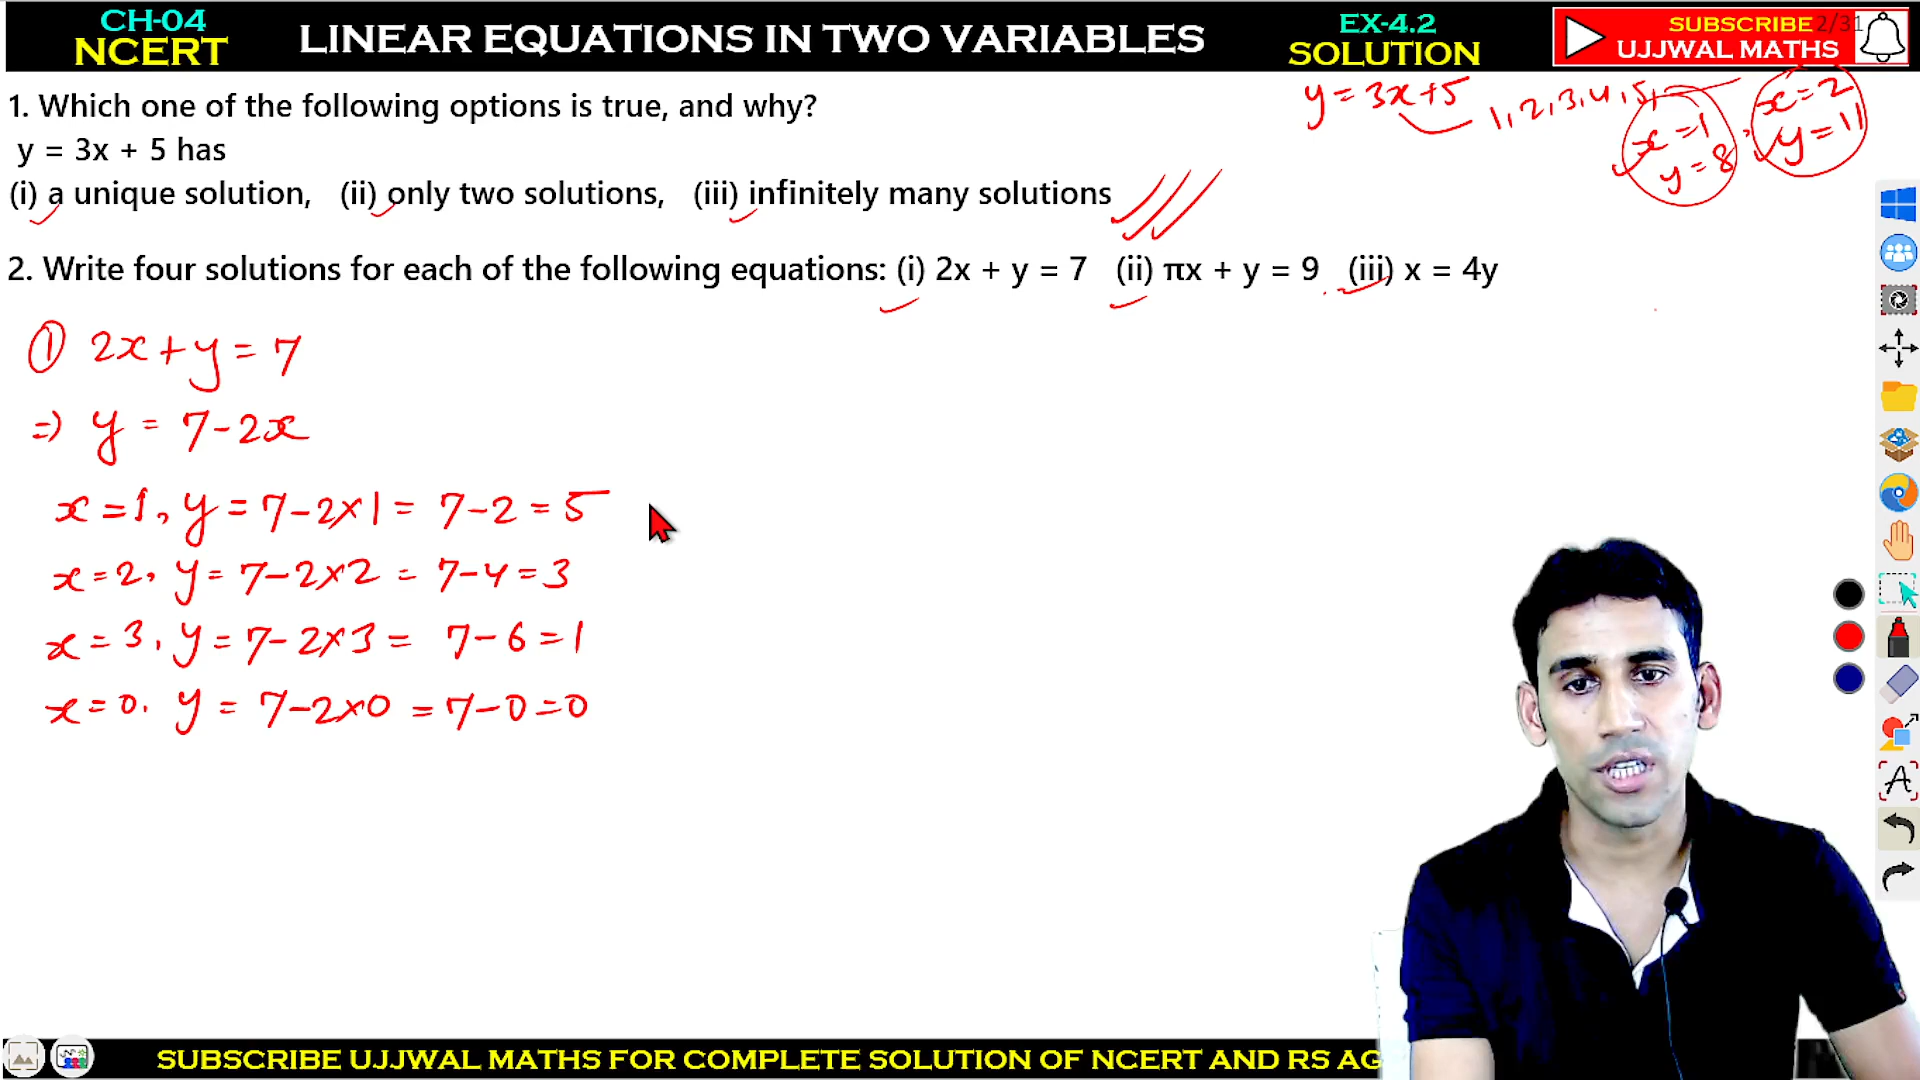 CH-04
NCERT
LINEAR EQUATIONS IN TWO VARIABLES
EX-4.2
SOLUTION
SUBSCRIBE 2/31
UJJWAL MATHS
1. Which one of the following options is true, and why?
y = 3x + 5 has
(i) a unique solution, (ii) only two solutions, (iii) infinitely many solutions
y = 3x+5
1, 2, 3, 4, 5,
x = 1
y = 8
,
x = 2
y = 11
2. Write four solutions for each of the following equations: (i) 2x + y = 7 (ii) πx + y = 9 (iii) x = 4y
① 2x + y = 7
=) y = 7 - 2x
x = 1, y = 7 - 2×1 = 7 - 2 = 5
x = 2, y = 7 - 2×2 = 7 - 4 = 3
x = 3, y = 7 - 2×3 = 7 - 6 = 1
x = 0. y = 7 - 2×0 = 7 - 0 = 0
A
SUBSCRIBE UJJWAL MATHS FOR COMPLETE SOLUTION OF NCERT AND RS AG